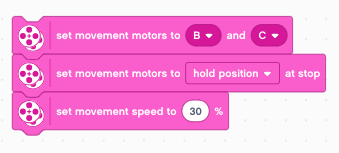 set movement motors to B and C
set movement motors to hold position at stop
set movement speed to 30 %